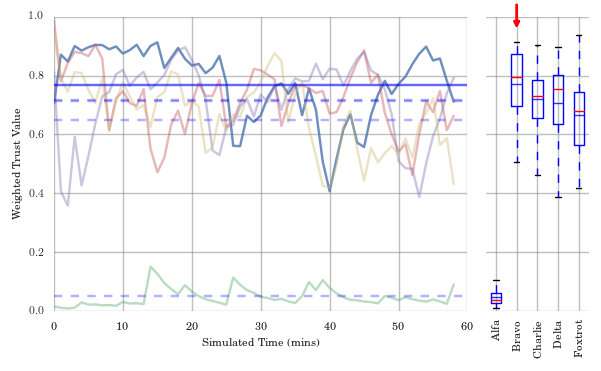 1.0
0.8
0.6
0.4
0.2
0.0
Weighted Trust Value
0 10 20 30 40 50 60
Simulated Time (mins)
Alfa
Bravo
Charlie
Delta
Foxtrot